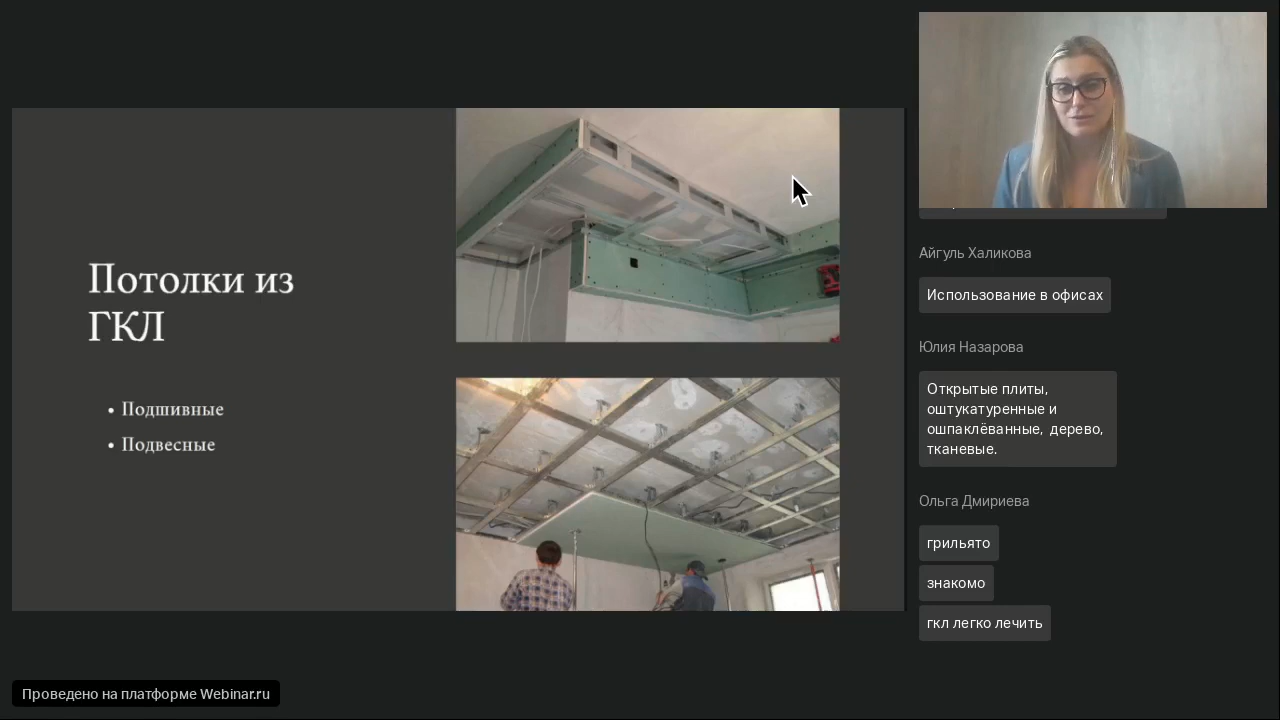 Потолки из
ГКЛ
• Подшивные
• Подвесные
Айгуль Халикова
Использование в офисах
Юлия Назарова
Открытые плиты,
оштукатуренные и
ошпаклёванные, дерево,
тканевые.
Ольга Дмириева
грильято
знакомо
гкл легко лечить
Проведено на платформе Webinar.ru